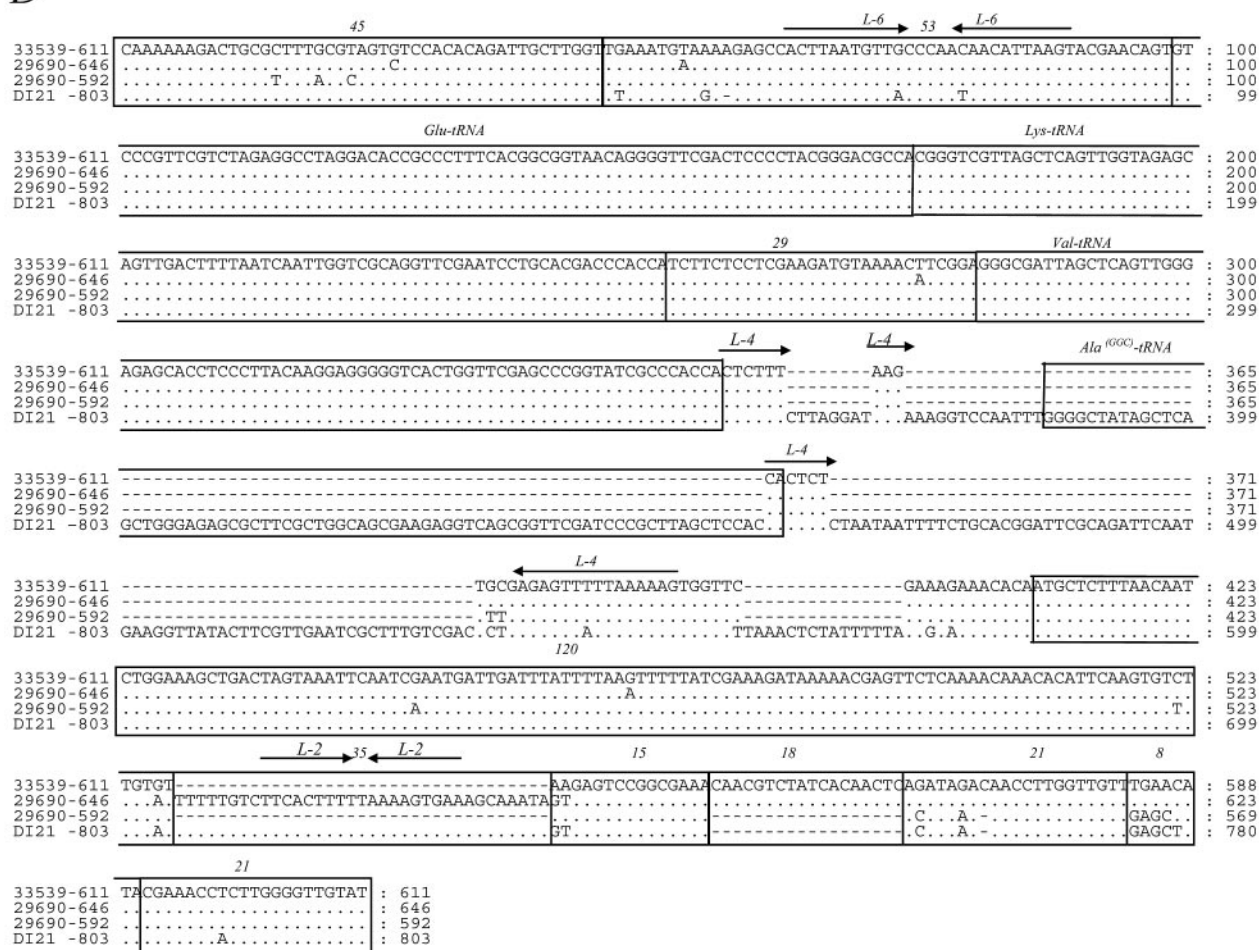 45 L-6 53 L-6
33539-611 CAAAAAAGACTGCGCTTTGCGTAGTGTCCACACAGATTGCTTGGTTGAAATGTAAAAGAGCCACTTAATGTTGCCCAACAACATTAAGTACGAACAGTGT : 100
29690-646 .........................C..........................A............................................... : 100
29690-592 ..............T...A..C.............................................................................. : 100
DI21 -803 ..............................................T.......G.-...............A.....T..................... : 99
Glu-tRNA Lys-tRNA
33539-611 CCCGTTCGTCTAGAGGCCTAGGACACCGCCCTTTCACGGCGGTAACAGGGGTTCGACTCCCCTACGGGACGCCACGGGTCGTTAGCTCAGTTGGTAGAGC : 200
29690-646 .................................................................................................... : 200
29690-592 .................................................................................................... : 200
DI21 -803 .................................................................................................... : 199
29 Val-tRNA
33539-611 AGTTGACTTTTAATCAATTGGTCGCAGGTTCGAATCCTGCACGACCCACCATCTTCTCCTCGAAGATGTAAAACTTCGGAGGGCGATTAGCTCAGTTGGG : 300
29690-646 ..........................................................................A......................... : 300
29690-592 .................................................................................................... : 300
DI21 -803 .................................................................................................... : 299
L-4 L-4 Ala (GGC)-tRNA
33539-611 AGAGCACCTCCCTTACAAGGAGGGGGTCACTGGTTCGAGCCCGGTATCGCCCACCACTCTTT--------AAG--------------------------- : 365
29690-646 ..............................................................--------...--------------------------- : 365
29690-592 ..............................................................--------...--------------------------- : 365
DI21 -803 ..............................................................CTTAGGAT...AAAGGTCCAATTTGGGGCTATAGCTCA : 399
L-4
33539-611 ------------------------------------------------------------CACTCT---------------------------------- : 371
29690-646 ------------------------------------------------------------......---------------------------------- : 371
29690-592 ------------------------------------------------------------......---------------------------------- : 371
DI21 -803 GCTGGGAGAGCGCTTCGCTGGCAGCGAAGAGGTCAGCGGTTCGATCCCGCTTAGCTCCAC......CTAATAATTTTCTGCACGGATTCGCAGATTCAAT : 499
L-4
33539-611 ---------------------------------TGCGAGAGTTTTTAAAAAGTGGTTC---------------GAAAGAAACACAATGCTCTTTAACAAT : 423
29690-646 ---------------------------------.........................---------------........................... : 423
29690-592 ---------------------------------.TT......................---------------........................... : 423
DI21 -803 GAAGGTTATACTTCGTTGAATCGCTTTGTCGAC.CT.......A..............TTAAACTCTATTTTA..G.A...................... : 599
120
33539-611 CTGGAAAGCTGACTAGTAAATTCAATCGAATGATTGATTTATTTTAAGTTTTTATCGAAAGATAAAAACGAGTTCTCAAAACAAACACATTCAAGTGTCT : 523
29690-646 ...............................................A.................................................... : 523
29690-592 ...........................A......................................................................T. : 523
DI21 -803 .................................................................................................... : 699
L-2 35 L-2 15 18 21 8
33539-611 TGTGT-----------------------------------AAGAGTCCGGCGAAACAACGTCTATCACAACTCAGATAGACAACCTTGGTTGTTTGAACA : 588
29690-646 ...A.TTTTTGTCTTCACTTTTTAAAAGTGAAAGCAAATAGT.......................................................... : 623
29690-592 .....-----------------------------------...............------------------.C...A.-.............GAGC.. : 569
DI21 -803 ...A.-----------------------------------GT.............------------------.C...A.-.............GAGCT. : 780
21
33539-611 TACGAAACCTCTTGGGGTTGTAT : 611
29690-646 ....................... : 646
29690-592 ....................... : 592
DI21 -803 .........A............. : 803